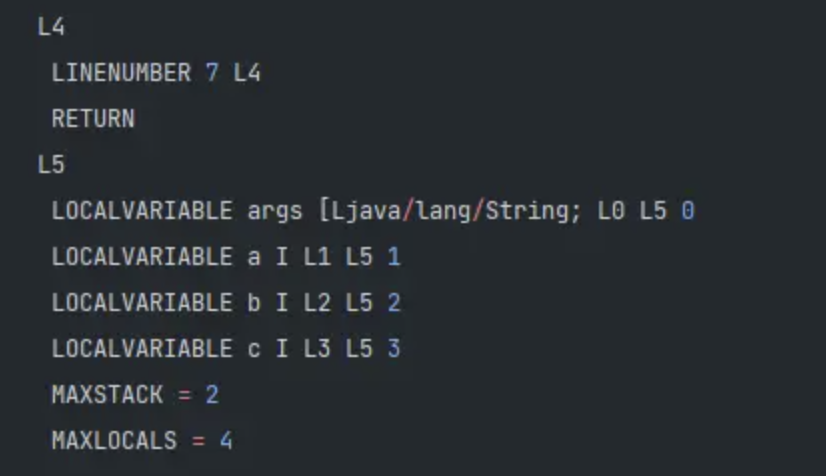 L4
LINENUMBER 7 L4
RETURN
L5
LOCALVARIABLE args [Ljava/lang/String; L0 L5 0
LOCALVARIABLE a I L1 L5 1
LOCALVARIABLE b I L2 L5 2
LOCALVARIABLE c I L3 L5 3
MAXSTACK = 2
MAXLOCALS = 4